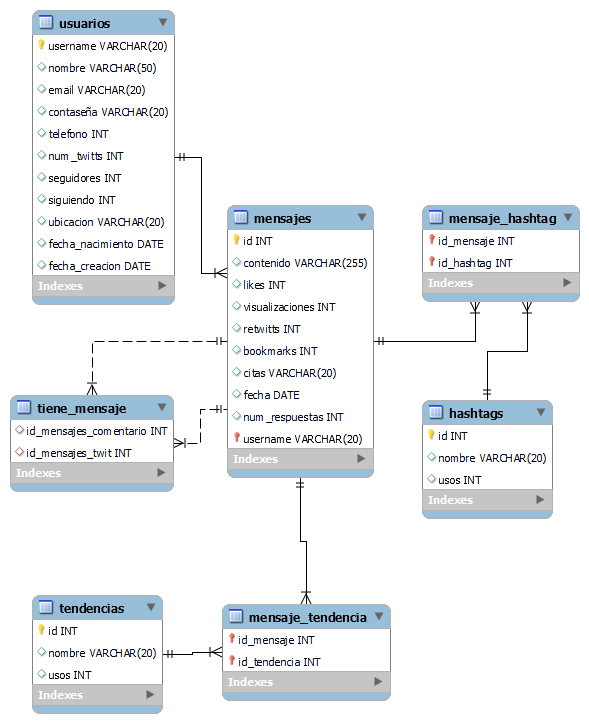 usuarios
username VARCHAR(20)
nombre VARCHAR(50)
email VARCHAR(20)
contaseña VARCHAR(20)
telefono INT
num_twitts INT
seguidores INT
siguiendo INT
ubicacion VARCHAR(20)
fecha_nacimiento DATE
fecha_creacion DATE
Indexes
mensajes
id INT
contenido VARCHAR(255)
likes INT
visualizaciones INT
retwitts INT
bookmarks INT
citas VARCHAR(20)
fecha DATE
num_respuestas INT
username VARCHAR(20)
Indexes
mensaje_hashtag
id_mensaje INT
id_hashtag INT
Indexes
tiene_mensaje
id_mensajes_comentario INT
id_mensajes_twit INT
Indexes
hashtags
id INT
nombre VARCHAR(20)
usos INT
Indexes
tendencias
id INT
nombre VARCHAR(20)
usos INT
Indexes
mensaje_tendencia
id_mensaje INT
id_tendencia INT
Indexes